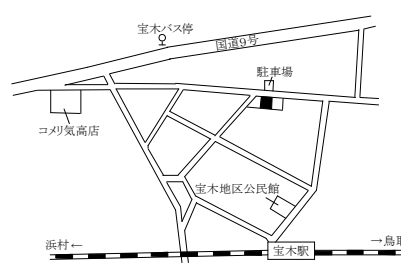 宝木バス停
国道9号
駐車場
コメリ気高店
宝木地区公民館
浜村←
宝木駅
→鳥取